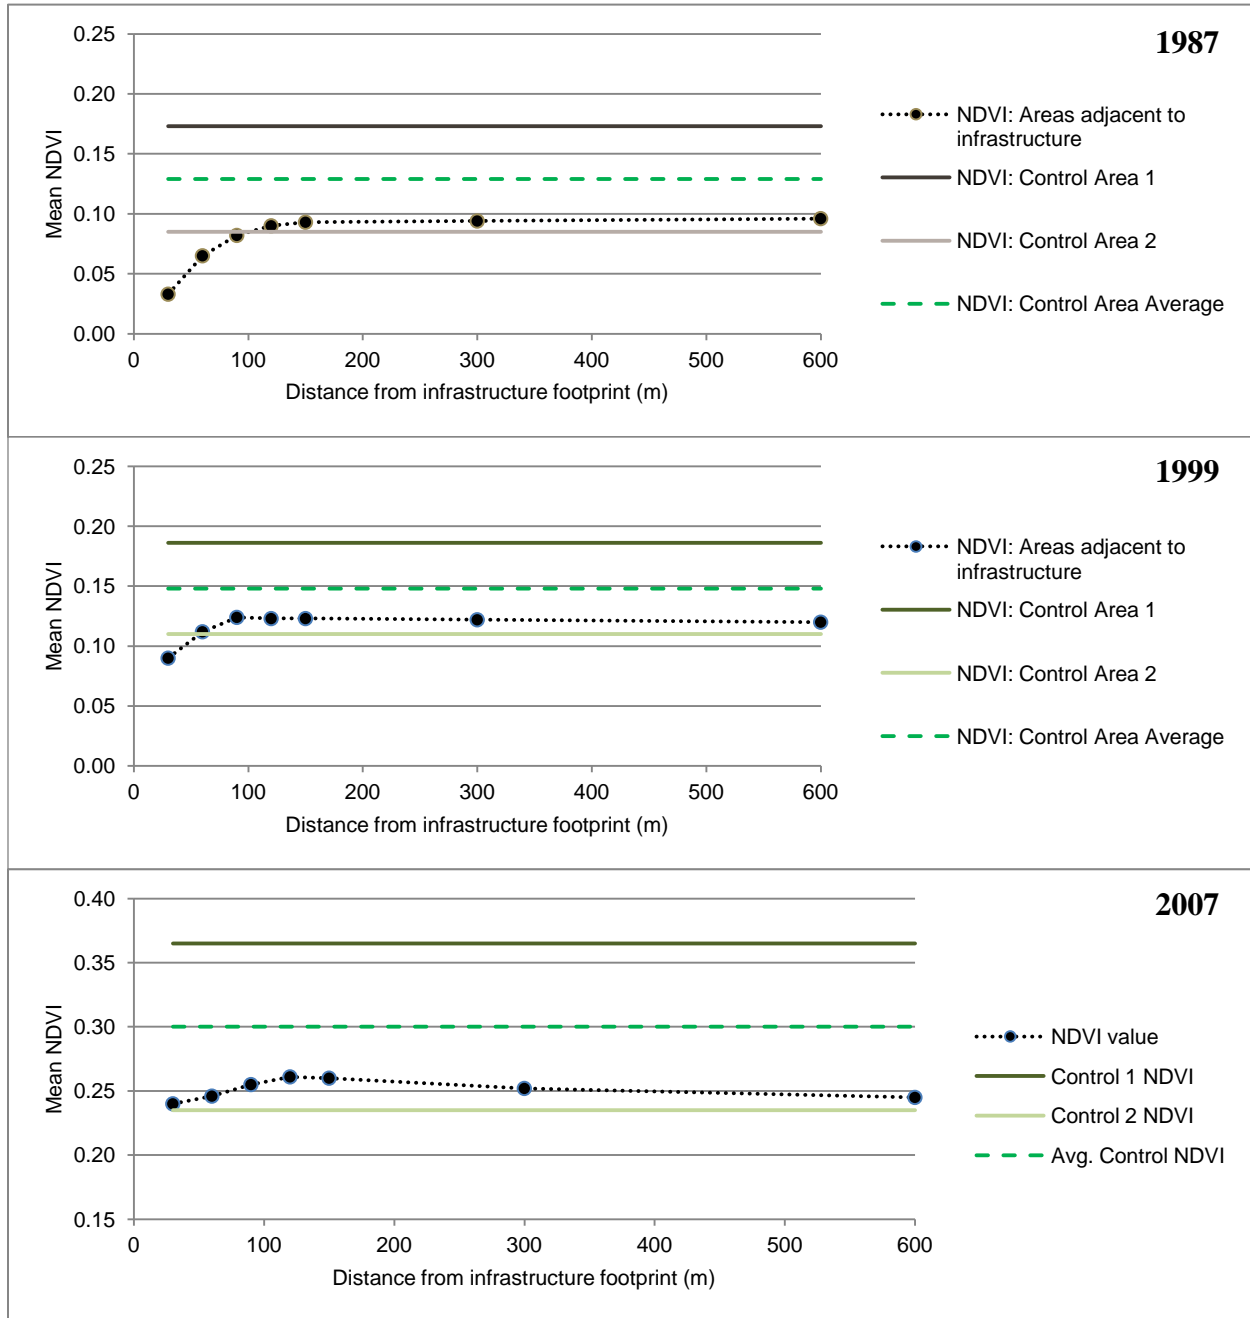 1987
0.25
0.20
0.15
0.10
0.05
0.00
Mean NDVI
0 100 200 300 400 500 600
Distance from infrastructure footprint (m)
NDVI: Areas adjacent to
infrastructure
NDVI: Control Area 1
NDVI: Control Area 2
NDVI: Control Area Average
1999
0.25
0.20
0.15
0.10
0.05
0.00
Mean NDVI
0 100 200 300 400 500 600
Distance from infrastructure footprint (m)
NDVI: Areas adjacent to
infrastructure
NDVI: Control Area 1
NDVI: Control Area 2
NDVI: Control Area Average
2007
0.40
0.35
0.30
0.25
0.20
0.15
Mean NDVI
0 100 200 300 400 500 600
Distance from infrastructure footprint (m)
NDVI value
Control 1 NDVI
Control 2 NDVI
Avg. Control NDVI